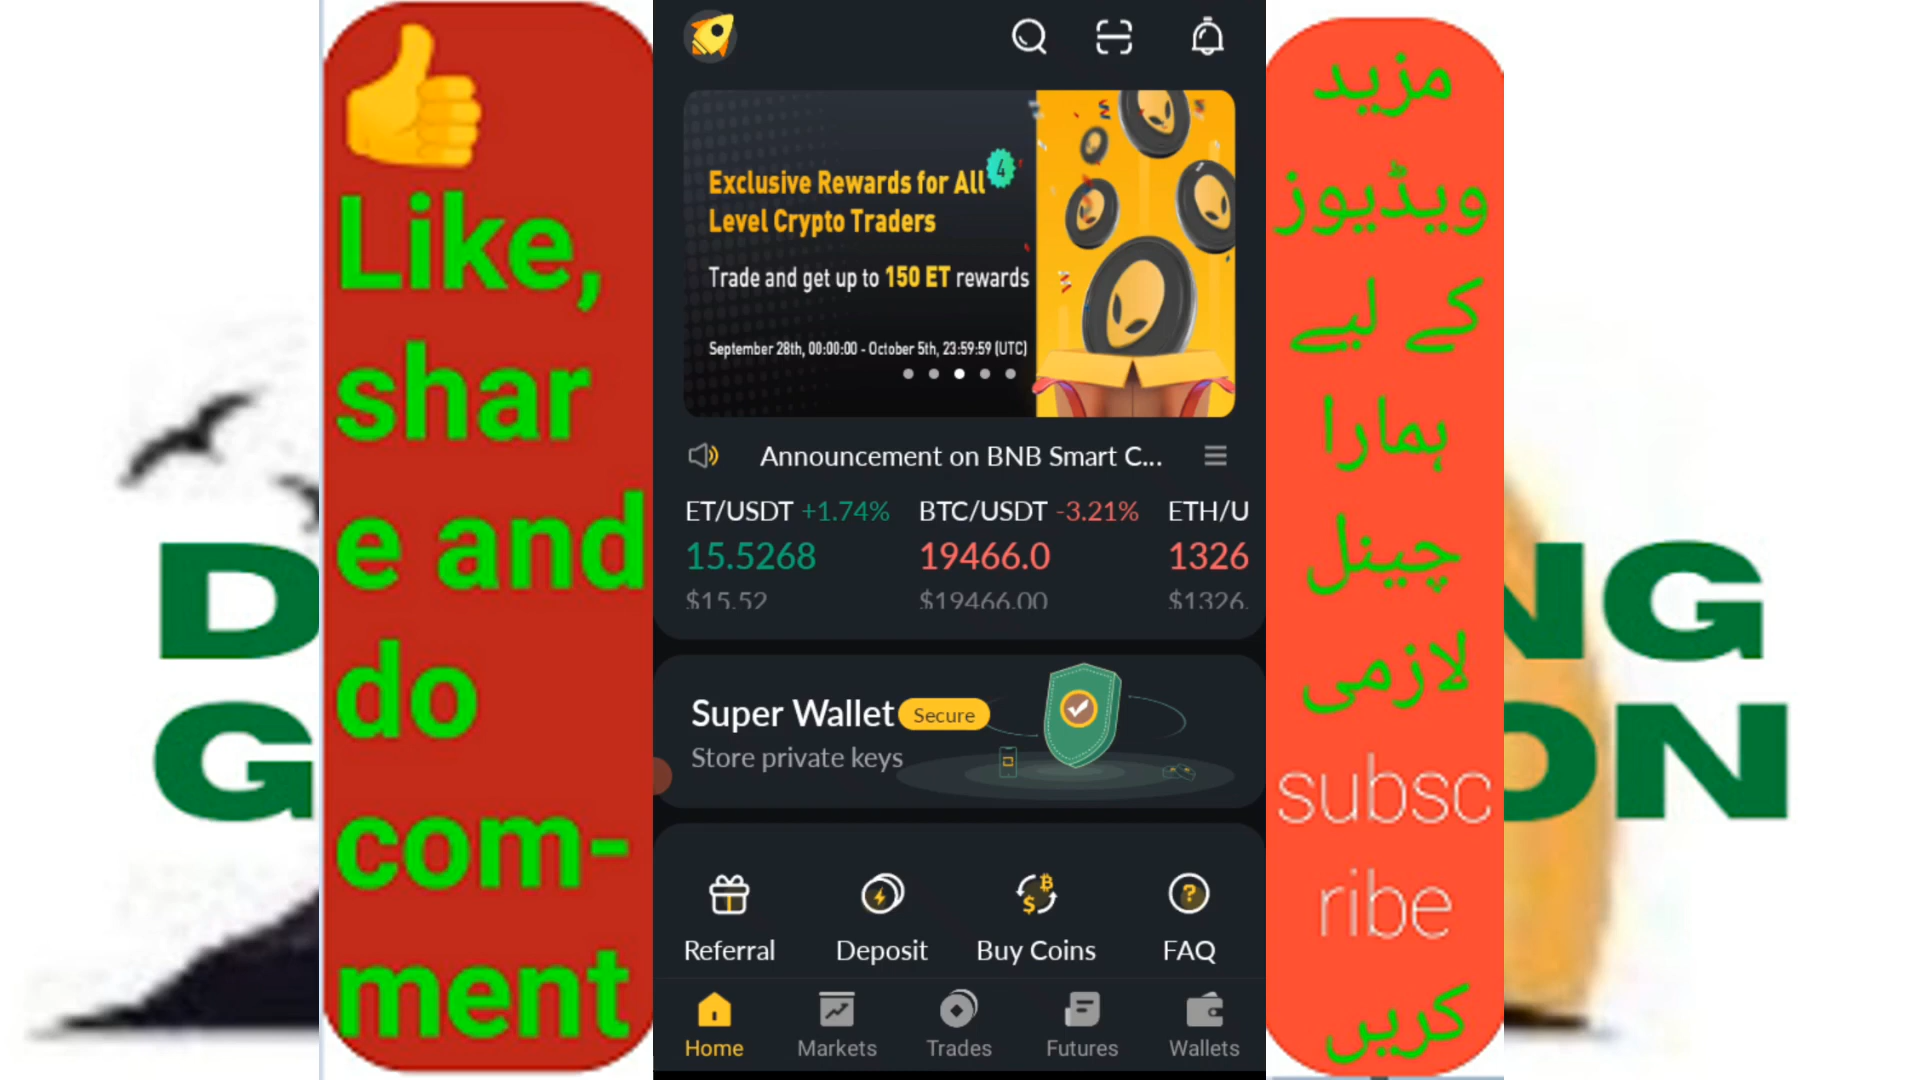 Like,
shar
e and
do
com-
ment
Exclusive Rewards for All
4
Level Crypto Traders
Trade and get up to 150 ET rewards
September 28th, 00:00:00 - October 5th, 23:59:59 (UTC)
Announcement on BNB Smart C...
ET/USDT +1.74% BTC/USDT -3.21% ETH/U
15.5268 19466.0 1326
$15.52 $19466.00 $1326.
Super Wallet Secure
Store private keys
Referral Deposit Buy Coins FAQ
Home Markets Trades Futures Wallets
مزید
ویڈیوز
کے لیے
ہمارا
چینل
لازمی
subsc
ribe
کریں
D
NG
G
ON